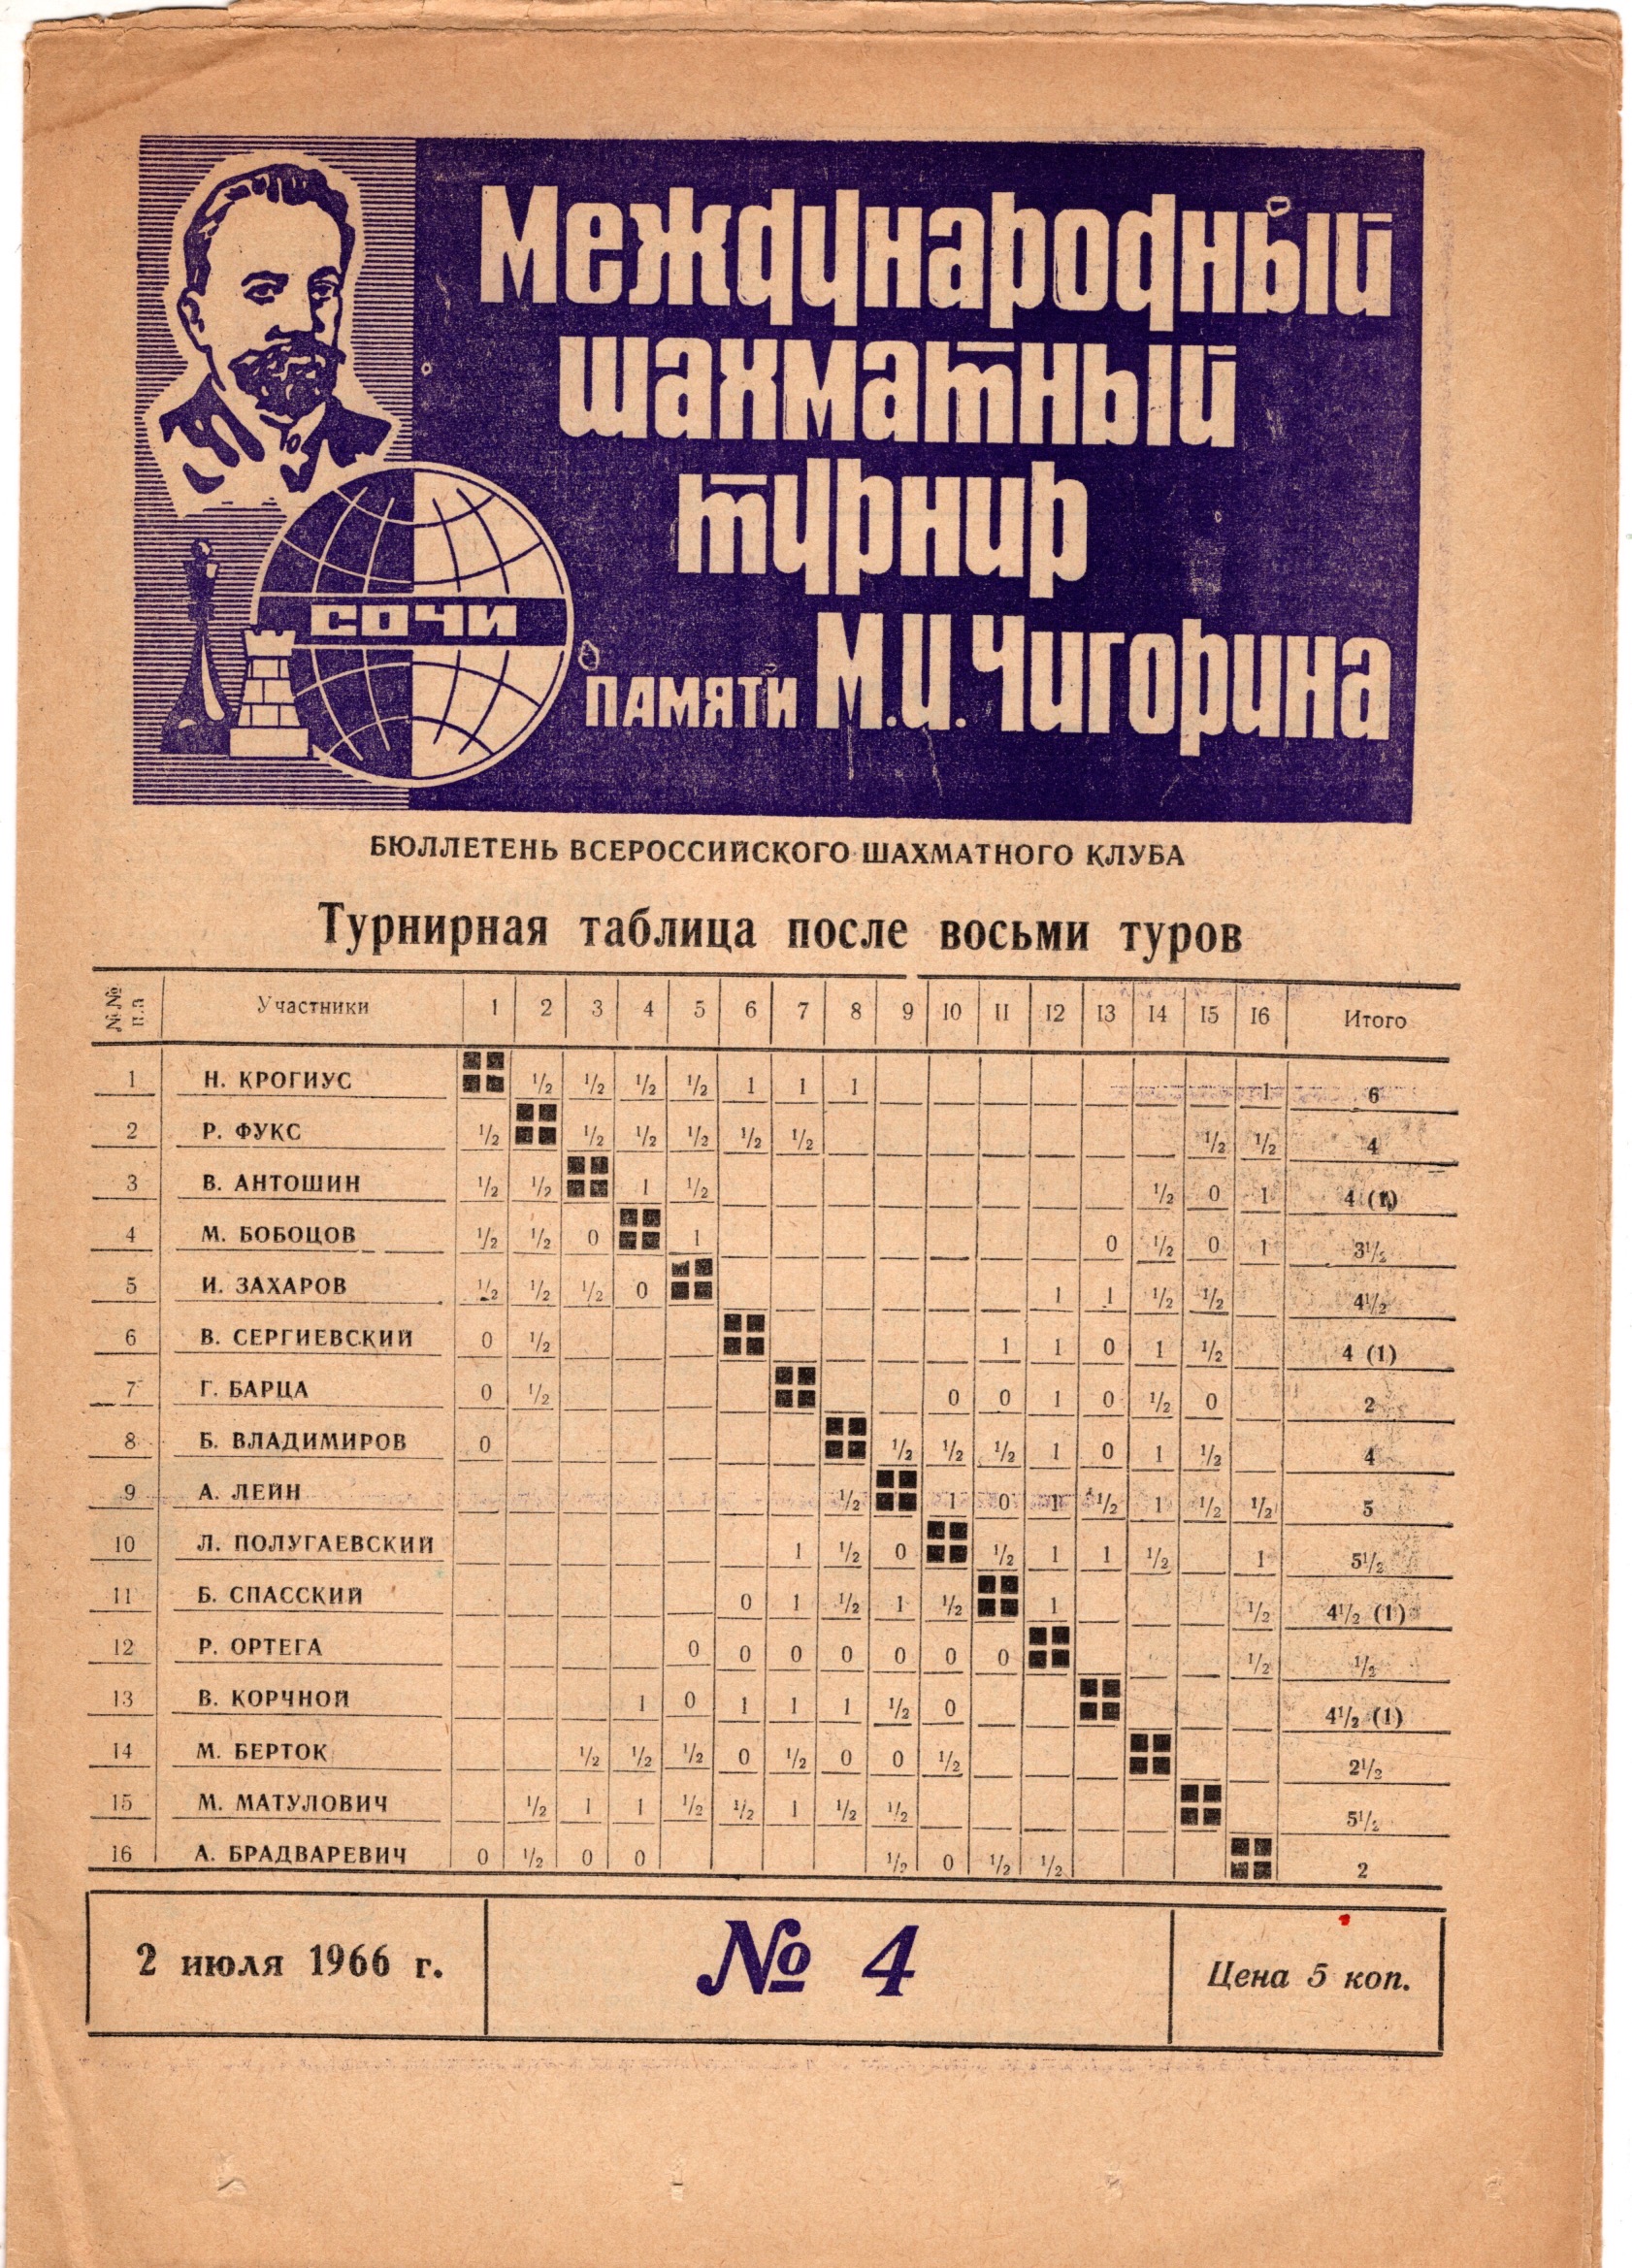 Международный
шахматный
турнир
СОЧИ
ПАМЯТИ М.И. Чигорина
БЮЛЛЕТЕНЬ ВСЕРОССИЙСКОГО ШАХМАТНОГО КЛУБА
Турнирная таблица после восьми туров
№№ п.п Участники 1 2 3 4 5 6 7 8 9 10 11 12 13 14 15 16 Итого
1 Н. КРОГИУС ½ ½ ½ ½ 1 1 1 1 6
2 Р. ФУКС ½ ½ ½ ½ ½ ½ ½ ½ 4
3 В. АНТОШИН ½ ½ 1 ½ ½ 0 1 4 (1)
4 М. БОБОЦОВ ½ ½ 0 1 0 ½ 0 1 3½
5 И. ЗАХАРОВ ½ ½ ½ 0 1 1 ½ ½ 4½
6 В. СЕРГИЕВСКИЙ 0 ½ 1 1 0 1 ½ 4 (1)
7 Г. БАРЦА 0 ½ 0 0 1 0 ½ 0 2
8 Б. ВЛАДИМИРОВ 0 ½ ½ ½ 1 0 1 ½ 4
9 А. ЛЕЙН ½ 1 0 1 ½ 1 ½ ½ 5
10 Л. ПОЛУГАЕВСКИЙ 1 ½ 0 ½ 1 1 ½ 1 5½
11 Б. СПАССКИЙ 0 1 ½ 1 ½ 1 ½ 4½ (1)
12 Р. ОРТЕГА 0 0 0 0 0 0 0 ½ ½
13 В. КОРЧНОЙ 1 0 1 1 1 ½ 0 4½ (1)
14 М. БЕРТОК ½ ½ ½ 0 ½ 0 0 ½ 2½
15 М. МАТУЛОВИЧ ½ 1 1 ½ ½ 1 ½ ½ 5½
16 А. БРАДВАРЕВИЧ 0 ½ 0 0 ½ 0 ½ ½ 2
2 июля 1966 г.
№ 4
Цена 5 коп.